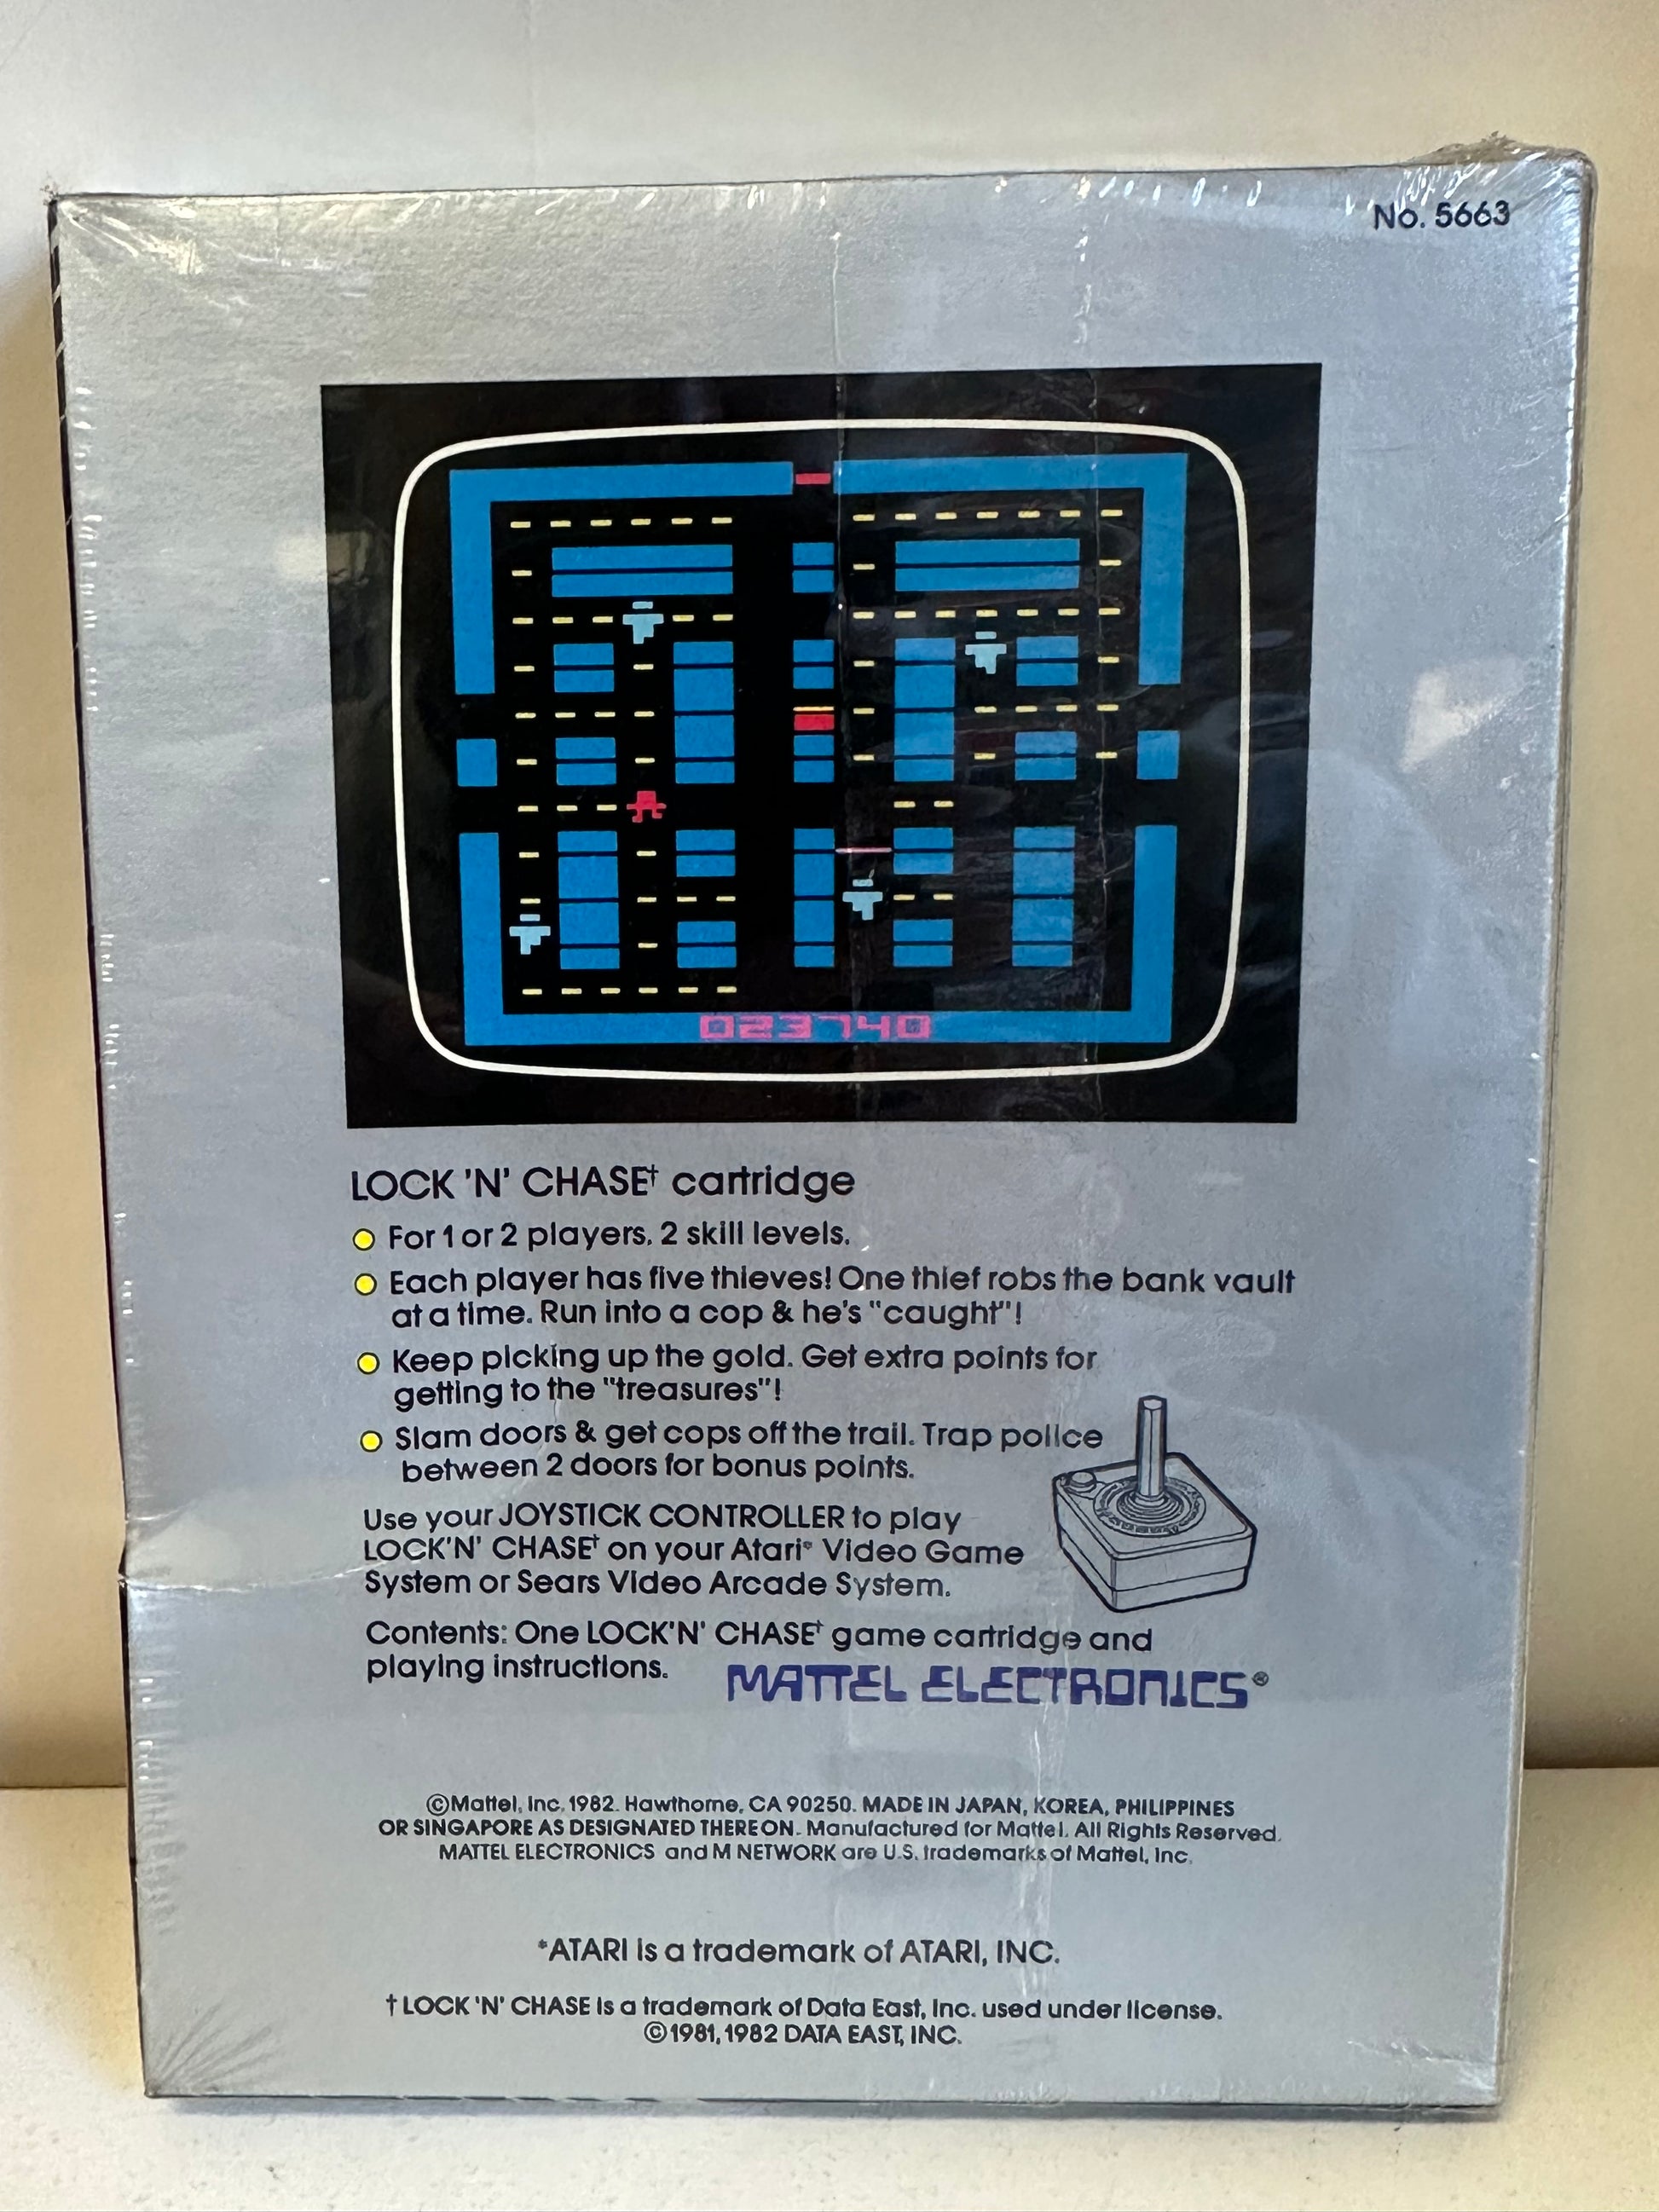 No. 5663
023740
LOCK 'N' CHASE† cartridge
For 1 or 2 players. 2 skill levels.
Each player has five thieves! One thief robs the bank vault
at a time. Run into a cop & he's "caught"!
Keep picking up the gold. Get extra points for
getting to the "treasures"!
Slam doors & get cops off the trail. Trap police
between 2 doors for bonus points.
Use your JOYSTICK CONTROLLER to play
LOCK'N' CHASE† on your Atari* Video Game
System or Sears Video Arcade System.
Contents: One LOCK'N' CHASE† game cartridge and
playing instructions.
MATTEL ELECTRONICS®
©Mattel, Inc. 1982. Hawthorne, CA 90250. MADE IN JAPAN, KOREA, PHILIPPINES
OR SINGAPORE AS DESIGNATED THEREON. Manufactured for Mattel. All Rights Reserved.
MATTEL ELECTRONICS and M NETWORK are U.S. trademarks of Mattel, Inc.
*ATARI is a trademark of ATARI, INC.
† LOCK 'N' CHASE is a trademark of Data East, Inc. used under license.
©1981, 1982 DATA EAST, INC.